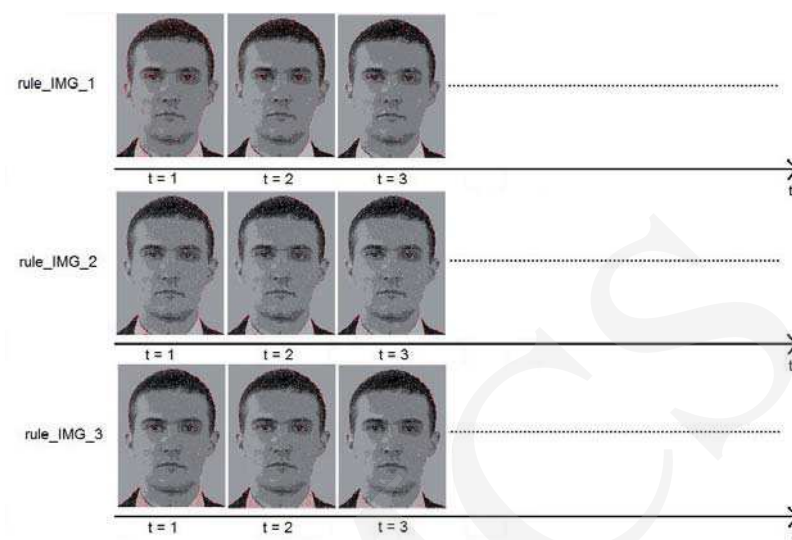 rule_IMG_1
t = 1 t = 2 t = 3
t
rule_IMG_2
t = 1 t = 2 t = 3
t
rule_IMG_3
t = 1 t = 2 t = 3